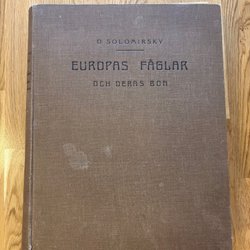 D. SOLOMIRSKY
EUROPAS FÅGLAR
OCH DERAS BON